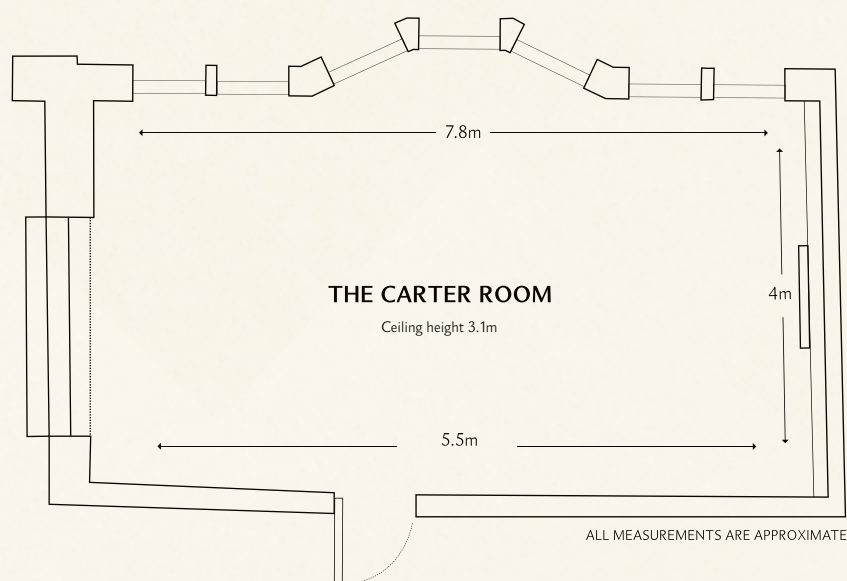 7.8m
THE CARTER ROOM
4m
Ceiling height 3.1m
5.5m
ALL MEASUREMENTS ARE APPROXIMATE